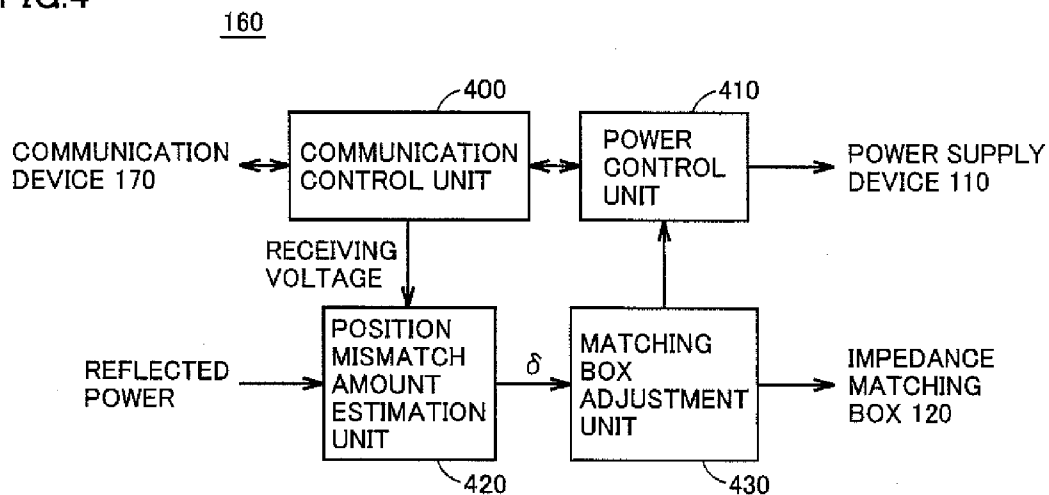 FIG.4
160
400
410
COMMUNICATION
DEVICE 170
COMMUNICATION
CONTROL UNIT
POWER
CONTROL
UNIT
POWER SUPPLY
DEVICE 110
RECEIVING
VOLTAGE
REFLECTED
POWER
POSITION
MISMATCH
AMOUNT
ESTIMATION
UNIT
δ
MATCHING
BOX
ADJUSTMENT
UNIT
IMPEDANCE
MATCHING
BOX 120
420
430